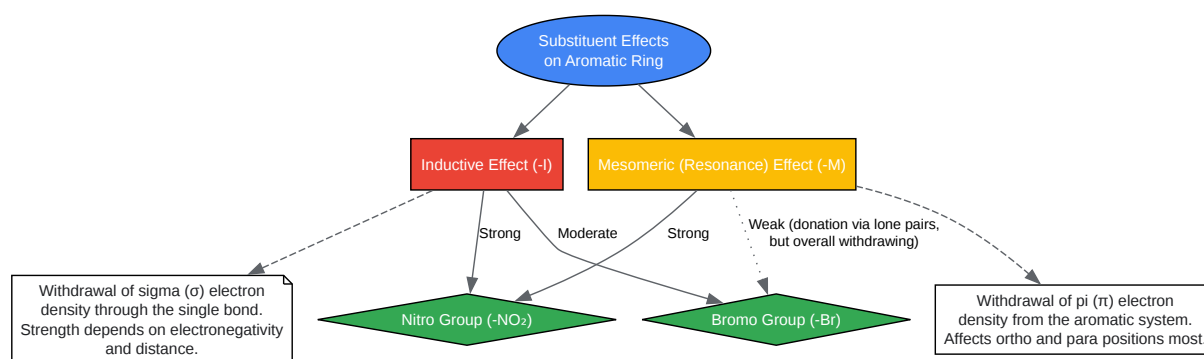 Substituent Effects
on Aromatic Ring
Inductive Effect (-I)
Mesomeric (Resonance) Effect (-M)
Strong
Moderate
Strong
Weak (donation via lone pairs,
but overall withdrawing)
Withdrawal of sigma (σ) electron
density through the single bond.
Strength depends on electronegativity
and distance.
Nitro Group (-NO₂)
Bromo Group (-Br)
Withdrawal of pi (π) electron
density from the aromatic system.
Affects ortho and para positions most.